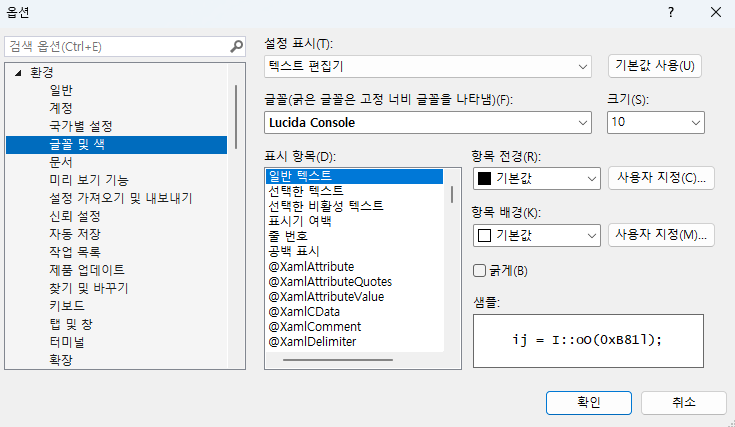 옵션
검색 옵션(Ctrl+E)
환경
일반
계정
국가별 설정
글꼴 및 색
문서
미리 보기 기능
설정 가져오기 및 내보내기
신뢰 설정
자동 저장
작업 목록
제품 업데이트
찾기 및 바꾸기
키보드
탭 및 창
터미널
확장
설정 표시(T):
텍스트 편집기
기본값 사용(U)
글꼴(굵은 글꼴은 고정 너비 글꼴을 나타냄)(F):
크기(S):
Lucida Console
10
표시 항목(D):
일반 텍스트
선택한 텍스트
선택한 비활성 텍스트
표시기 여백
줄 번호
공백 표시
@XamlAttribute
@XamlAttributeQuotes
@XamlAttributeValue
@XamlCData
@XamlComment
@XamlDelimiter
항목 전경(R):
기본값
사용자 지정(C)...
항목 배경(K):
기본값
사용자 지정(M)...
굵게(B)
샘플:
ij = I::oO(0xB81l);
확인
취소